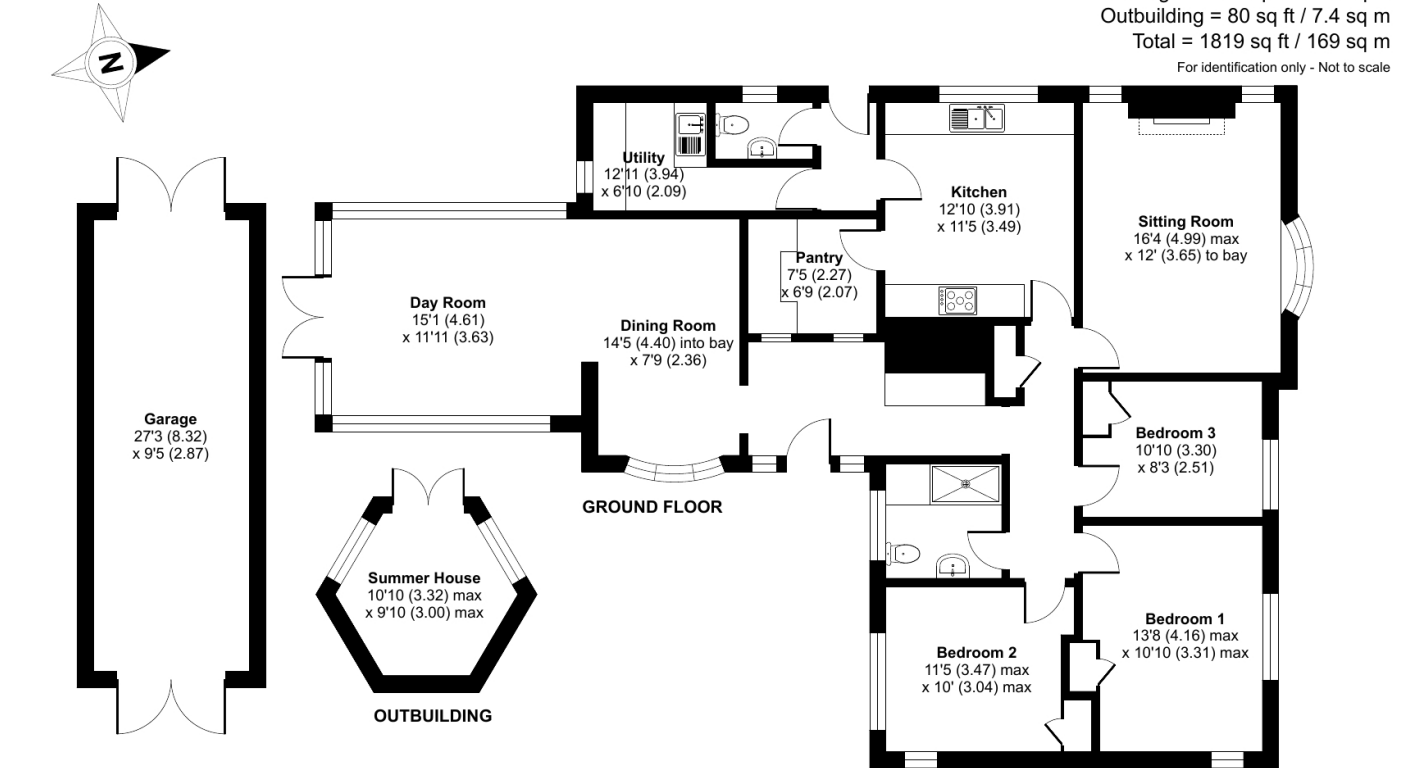 Outbuilding = 80 sq ft / 7.4 sq m
Total = 1819 sq ft / 169 sq m
For identification only - Not to scale
N
Utility
12'11 (3.94)
x 6'10 (2.09)
Kitchen
12'10 (3.91)
x 11'5 (3.49)
Sitting Room
16'4 (4.99) max
x 12' (3.65) to bay
Pantry
7'5 (2.27)
x 6'9 (2.07)
Day Room
15'1 (4.61)
x 11'11 (3.63)
Dining Room
14'5 (4.40) into bay
x 7'9 (2.36)
Garage
27'3 (8.32)
x 9'5 (2.87)
Bedroom 3
10'10 (3.30)
x 8'3 (2.51)
GROUND FLOOR
Summer House
10'10 (3.32) max
x 9'10 (3.00) max
Bedroom 1
13'8 (4.16) max
x 10'10 (3.31) max
Bedroom 2
11'5 (3.47) max
x 10' (3.04) max
OUTBUILDING